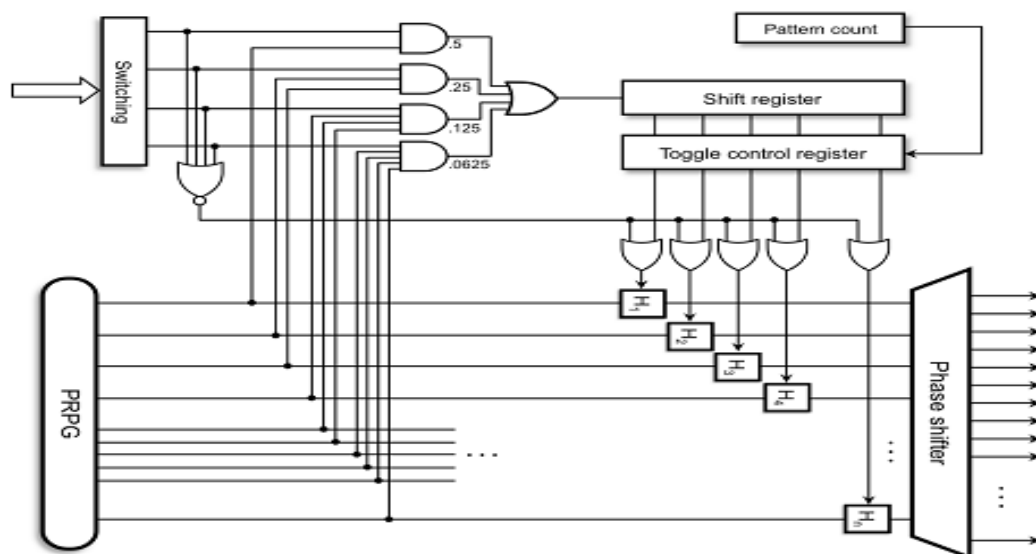 Pattern count
Switching
.5
.25
.125
.0625
Shift register
Toggle control register
H1
H2
H3
H4
Hn
PRPG
Phase shifter